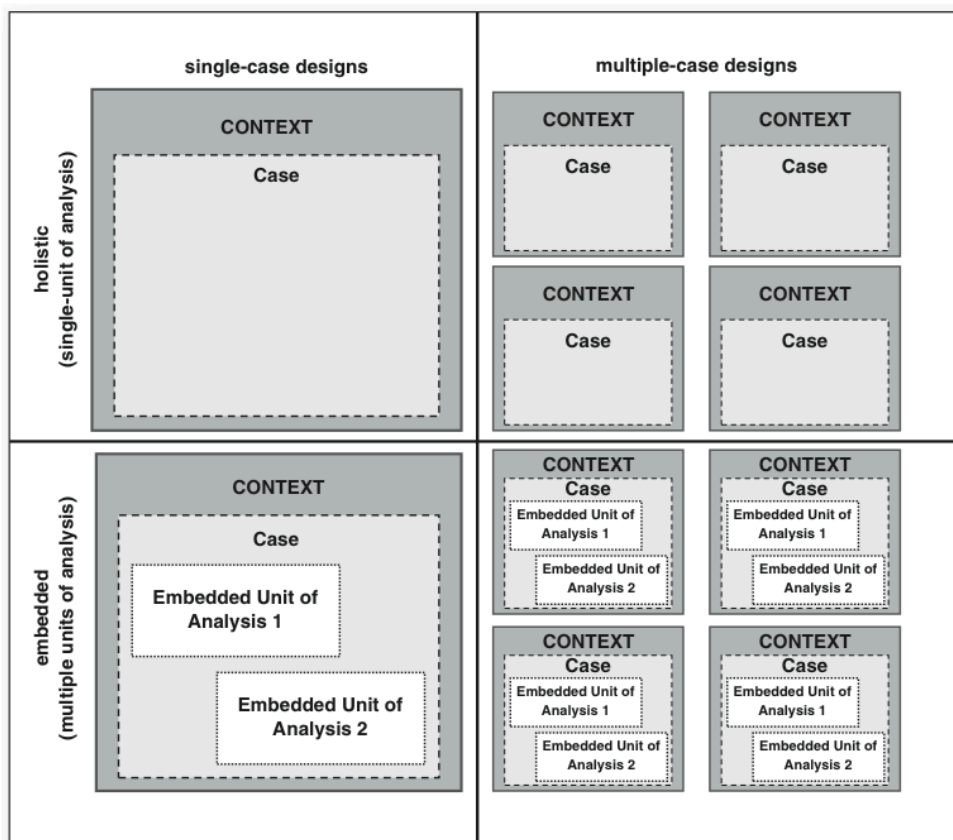 single-case designs
multiple-case designs
holistic
(single-unit of analysis)
CONTEXT
Case
CONTEXT
Case
CONTEXT
Case
CONTEXT
Case
CONTEXT
Case
embedded
(multiple units of analysis)
CONTEXT
Case
Embedded Unit of
Analysis 1
Embedded Unit of
Analysis 2
CONTEXT
Case
Embedded Unit of
Analysis 1
Embedded Unit of
Analysis 2
CONTEXT
Case
Embedded Unit of
Analysis 1
Embedded Unit of
Analysis 2
CONTEXT
Case
Embedded Unit of
Analysis 1
Embedded Unit of
Analysis 2
CONTEXT
Case
Embedded Unit of
Analysis 1
Embedded Unit of
Analysis 2